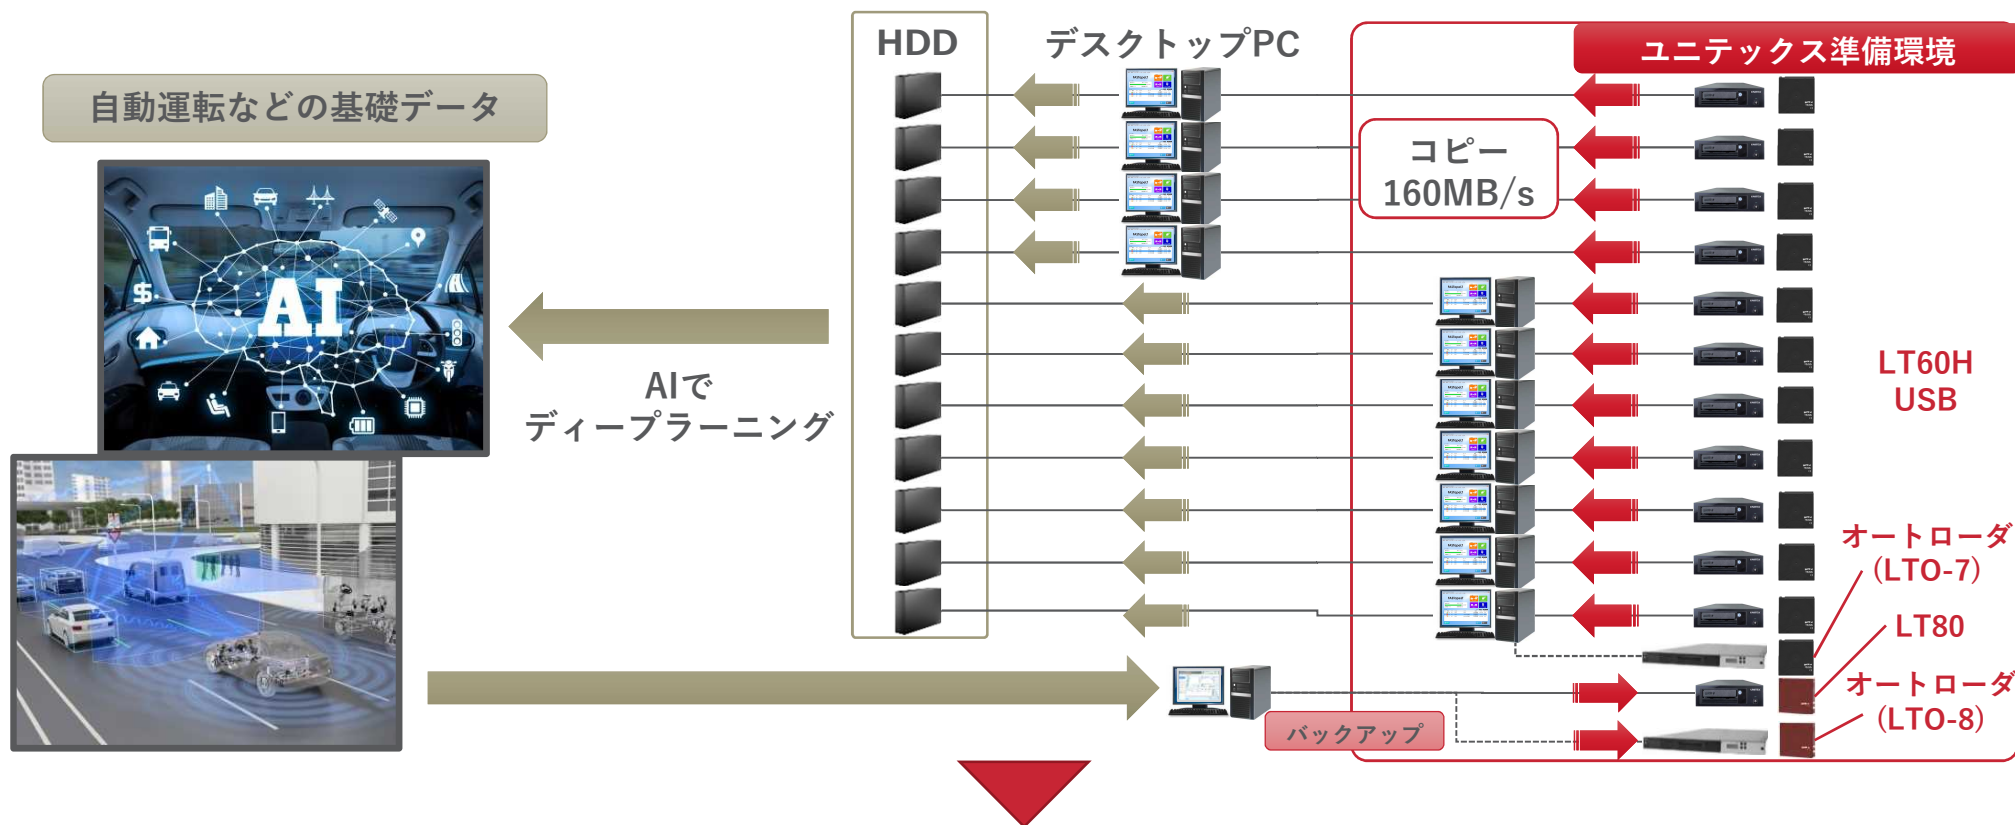 HDD
デスクトップPC
ユニテックス準備環境
自動運転などの基礎データ
コピー
160MB/s
AI
AIで
ディープラーニング
LT60H
USB
オートローダ
(LTO-7)
LT80
オートローダ
(LTO-8)
バックアップ